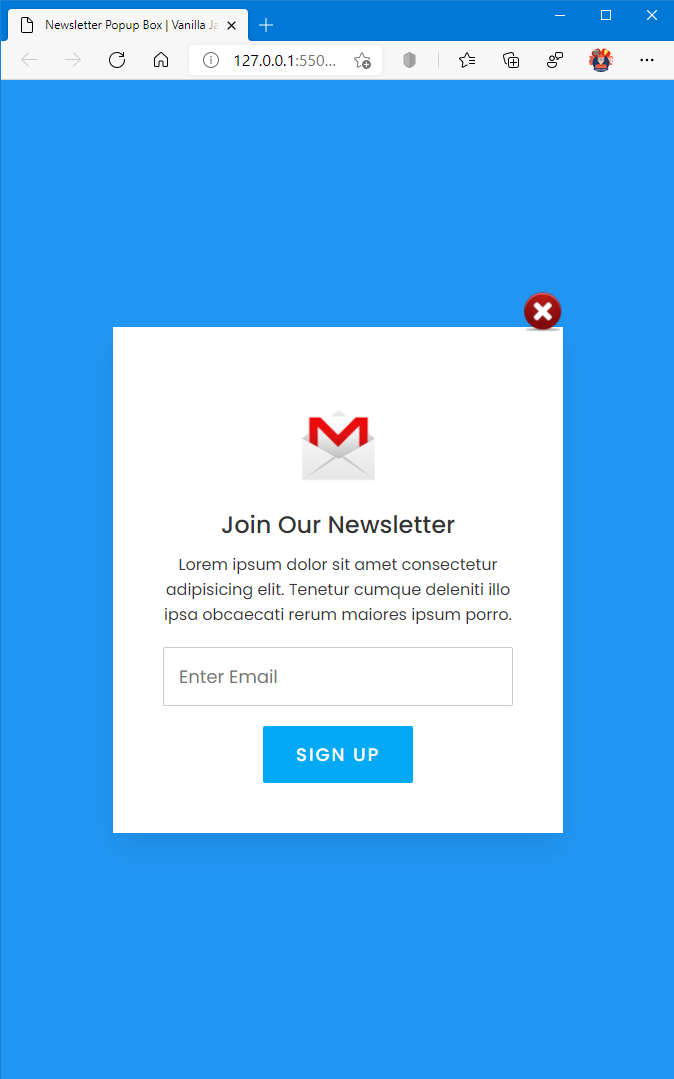 Newsletter Popup Box | Vanilla Ja
127.0.0.1:550...
Join Our Newsletter
Lorem ipsum dolor sit amet consectetur
adipisicing elit. Tenetur cumque deleniti illo
ipsa obcaecati rerum maiores ipsum porro.
Enter Email
SIGN UP